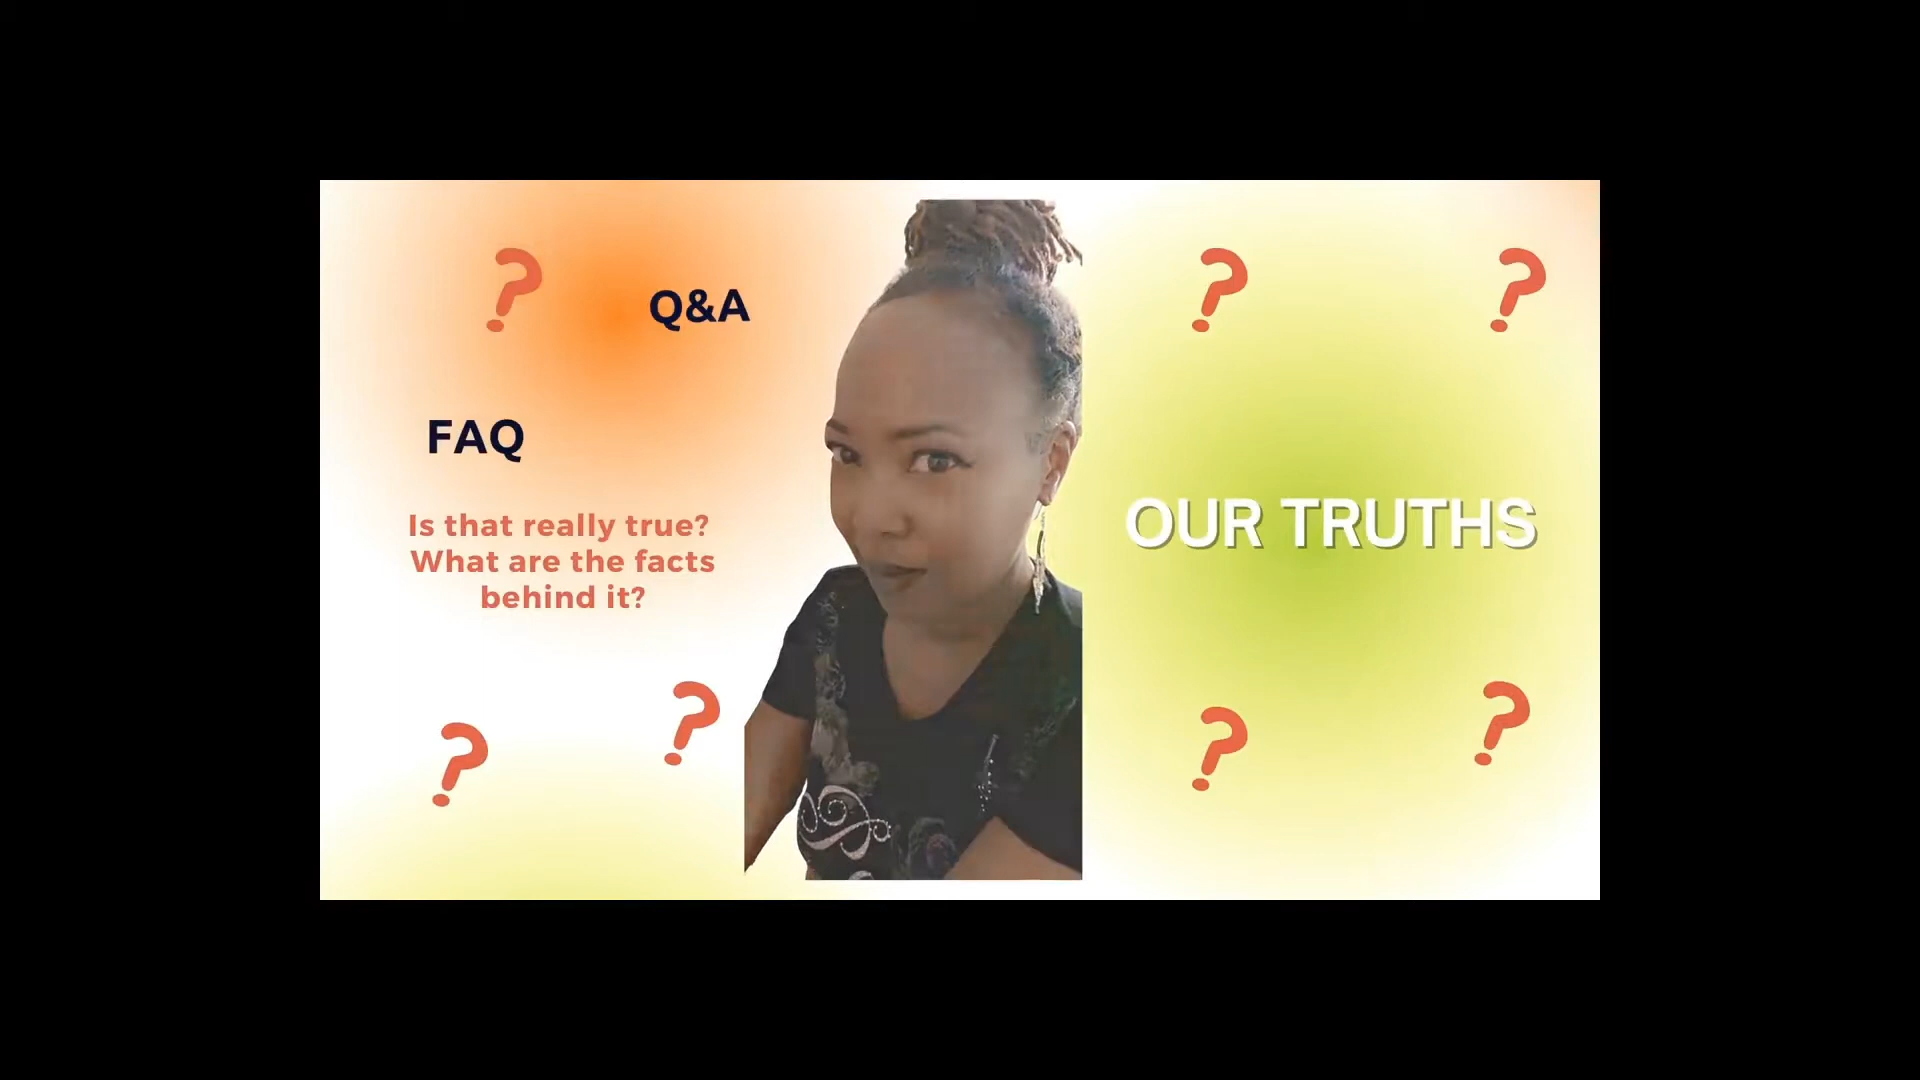 Q&A
FAQ
Is that really true?
What are the facts
behind it?
OUR TRUTHS